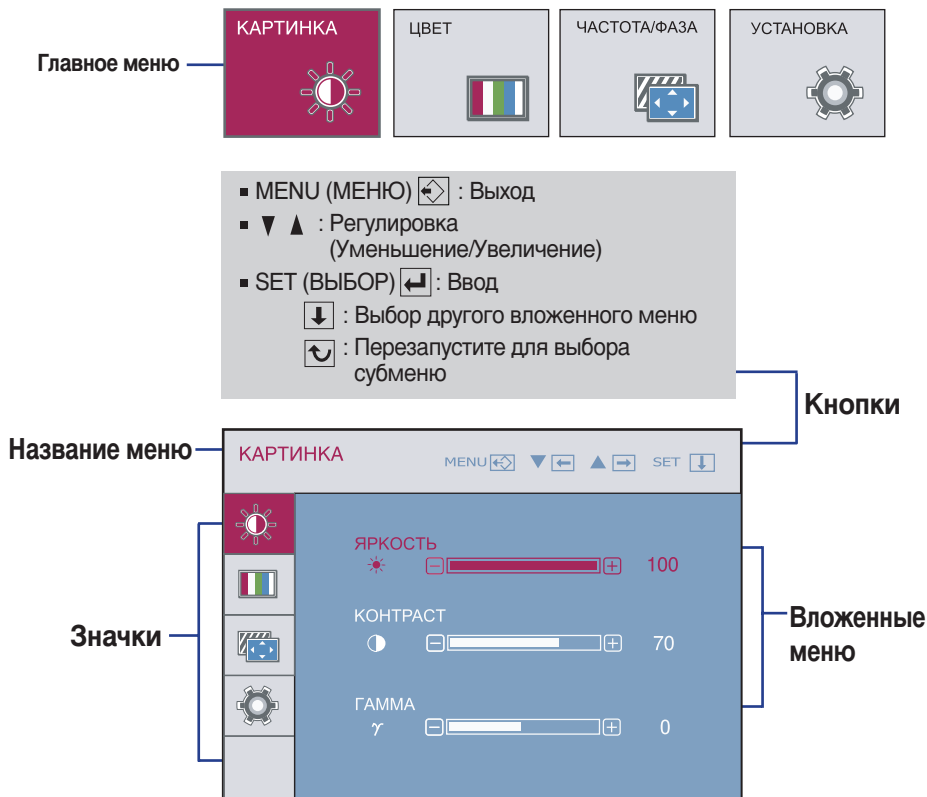 КАРТИНКА
ЦВЕТ
ЧАСТОТА/ФАЗА
УСТАНОВКА
Главное меню
MENU (МЕНЮ) : Выход
▼ ▲ : Регулировка
(Уменьшение/Увеличение)
SET (ВЫБОР) : Ввод
: Выбор другого вложенного меню
: Перезапустите для выбора
субменю
Кнопки
Название меню
КАРТИНКА
MENU ▼ ▲ SET
ЯРКОСТЬ
100
КОНТРАСТ
70
ГАММА
γ 0
Значки
Вложенные
меню